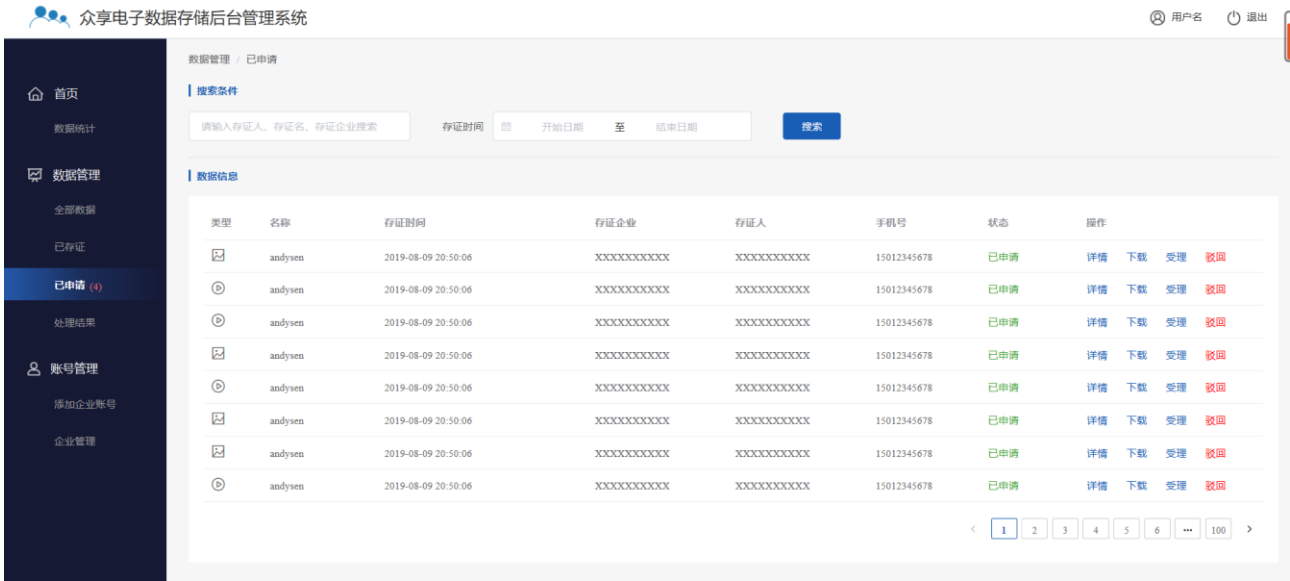 众享电子数据存储后台管理系统
用户名 退出
数据管理 / 已申请
首页
数据统计
数据管理
全部数据
已存证
已申请 (4)
处理结果
账号管理
添加企业账号
企业管理
搜索条件
请输入存证人、存证名、存证企业搜索 存证时间 开始日期 至 结束日期 搜索
数据信息
类型 名称 存证时间 存证企业 存证人 手机号 状态 操作
andysen 2019-08-09 20:50:06 XXXXXXXXXX XXXXXXXXXX 15012345678 已申请 详情 下载 受理 驳回
andysen 2019-08-09 20:50:06 XXXXXXXXXX XXXXXXXXXX 15012345678 已申请 详情 下载 受理 驳回
andysen 2019-08-09 20:50:06 XXXXXXXXXX XXXXXXXXXX 15012345678 已申请 详情 下载 受理 驳回
andysen 2019-08-09 20:50:06 XXXXXXXXXX XXXXXXXXXX 15012345678 已申请 详情 下载 受理 驳回
andysen 2019-08-09 20:50:06 XXXXXXXXXX XXXXXXXXXX 15012345678 已申请 详情 下载 受理 驳回
andysen 2019-08-09 20:50:06 XXXXXXXXXX XXXXXXXXXX 15012345678 已申请 详情 下载 受理 驳回
andysen 2019-08-09 20:50:06 XXXXXXXXXX XXXXXXXXXX 15012345678 已申请 详情 下载 受理 驳回
andysen 2019-08-09 20:50:06 XXXXXXXXXX XXXXXXXXXX 15012345678 已申请 详情 下载 受理 驳回
< 1 2 3 4 5 6 ... 100 >